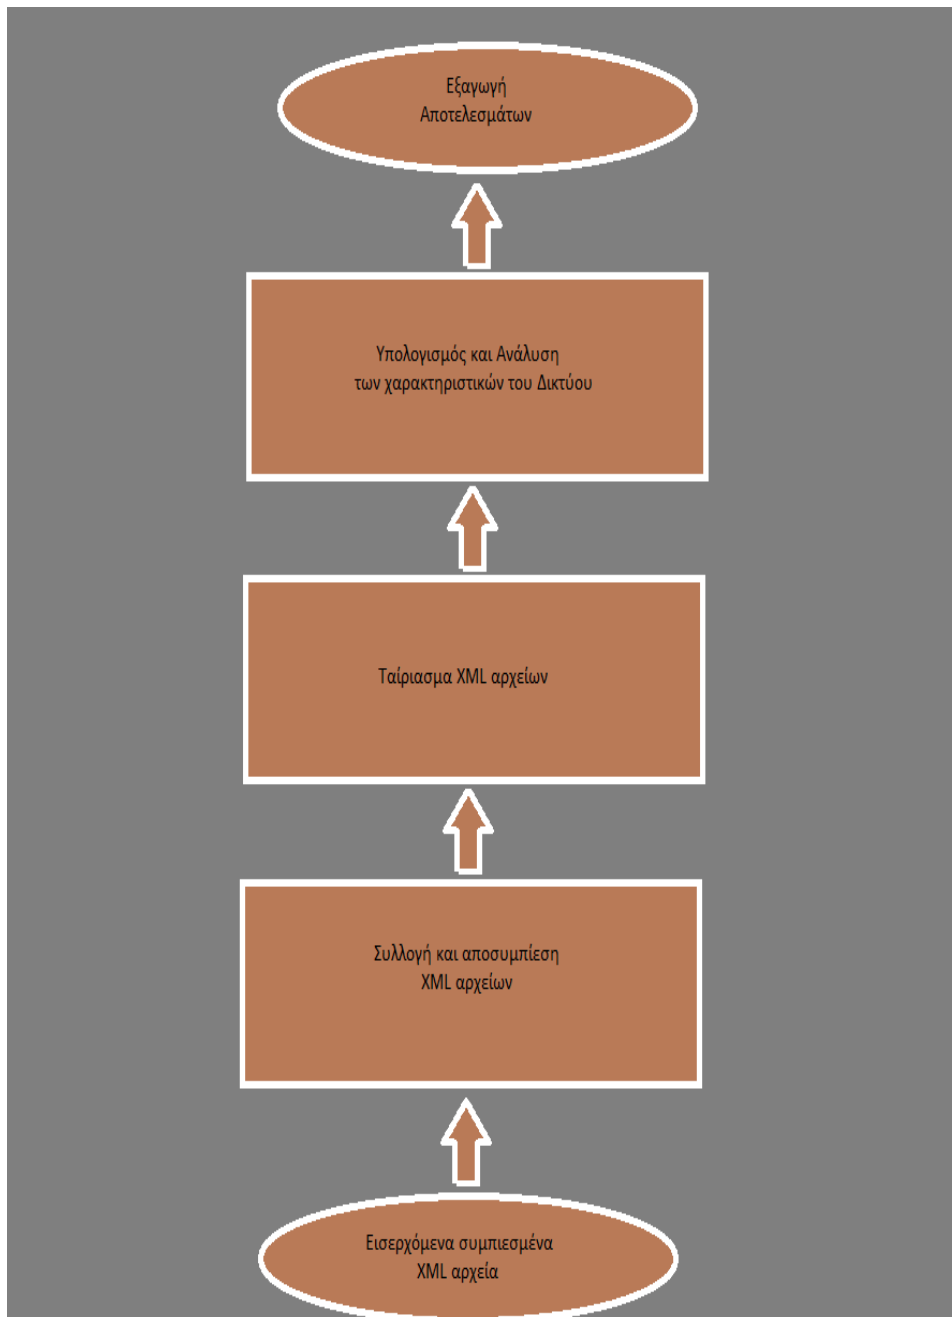 Εξαγωγή
Αποτελεσμάτων
Υπολογισμός και Ανάλυση
των χαρακτηριστικών του Δικτύου
Ταίριασμα XML αρχείων
Συλλογή και αποσυμπίεση
XML αρχείων
Εισερχόμενα συμπιεσμένα
XML αρχεία